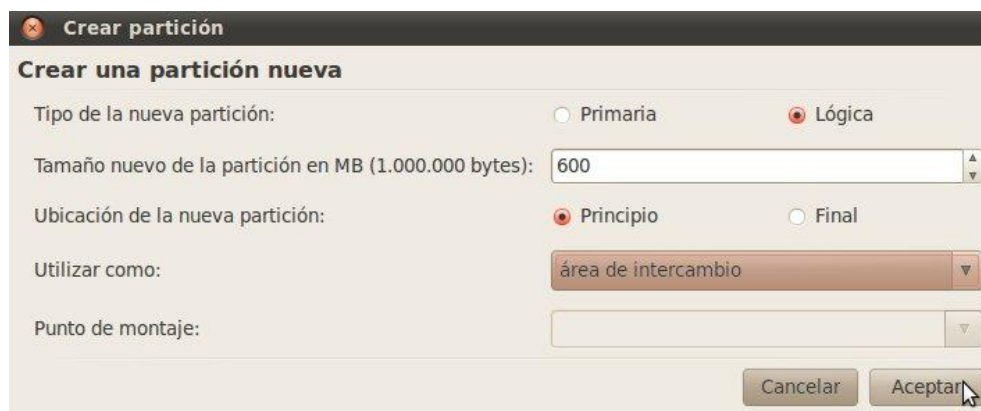 Crear partición
Crear una partición nueva
Tipo de la nueva partición: Primaria Lógica
Tamaño nuevo de la partición en MB (1.000.000 bytes): 600
Ubicación de la nueva partición: Principio Final
Utilizar como: área de intercambio
Punto de montaje:
Cancelar Aceptar